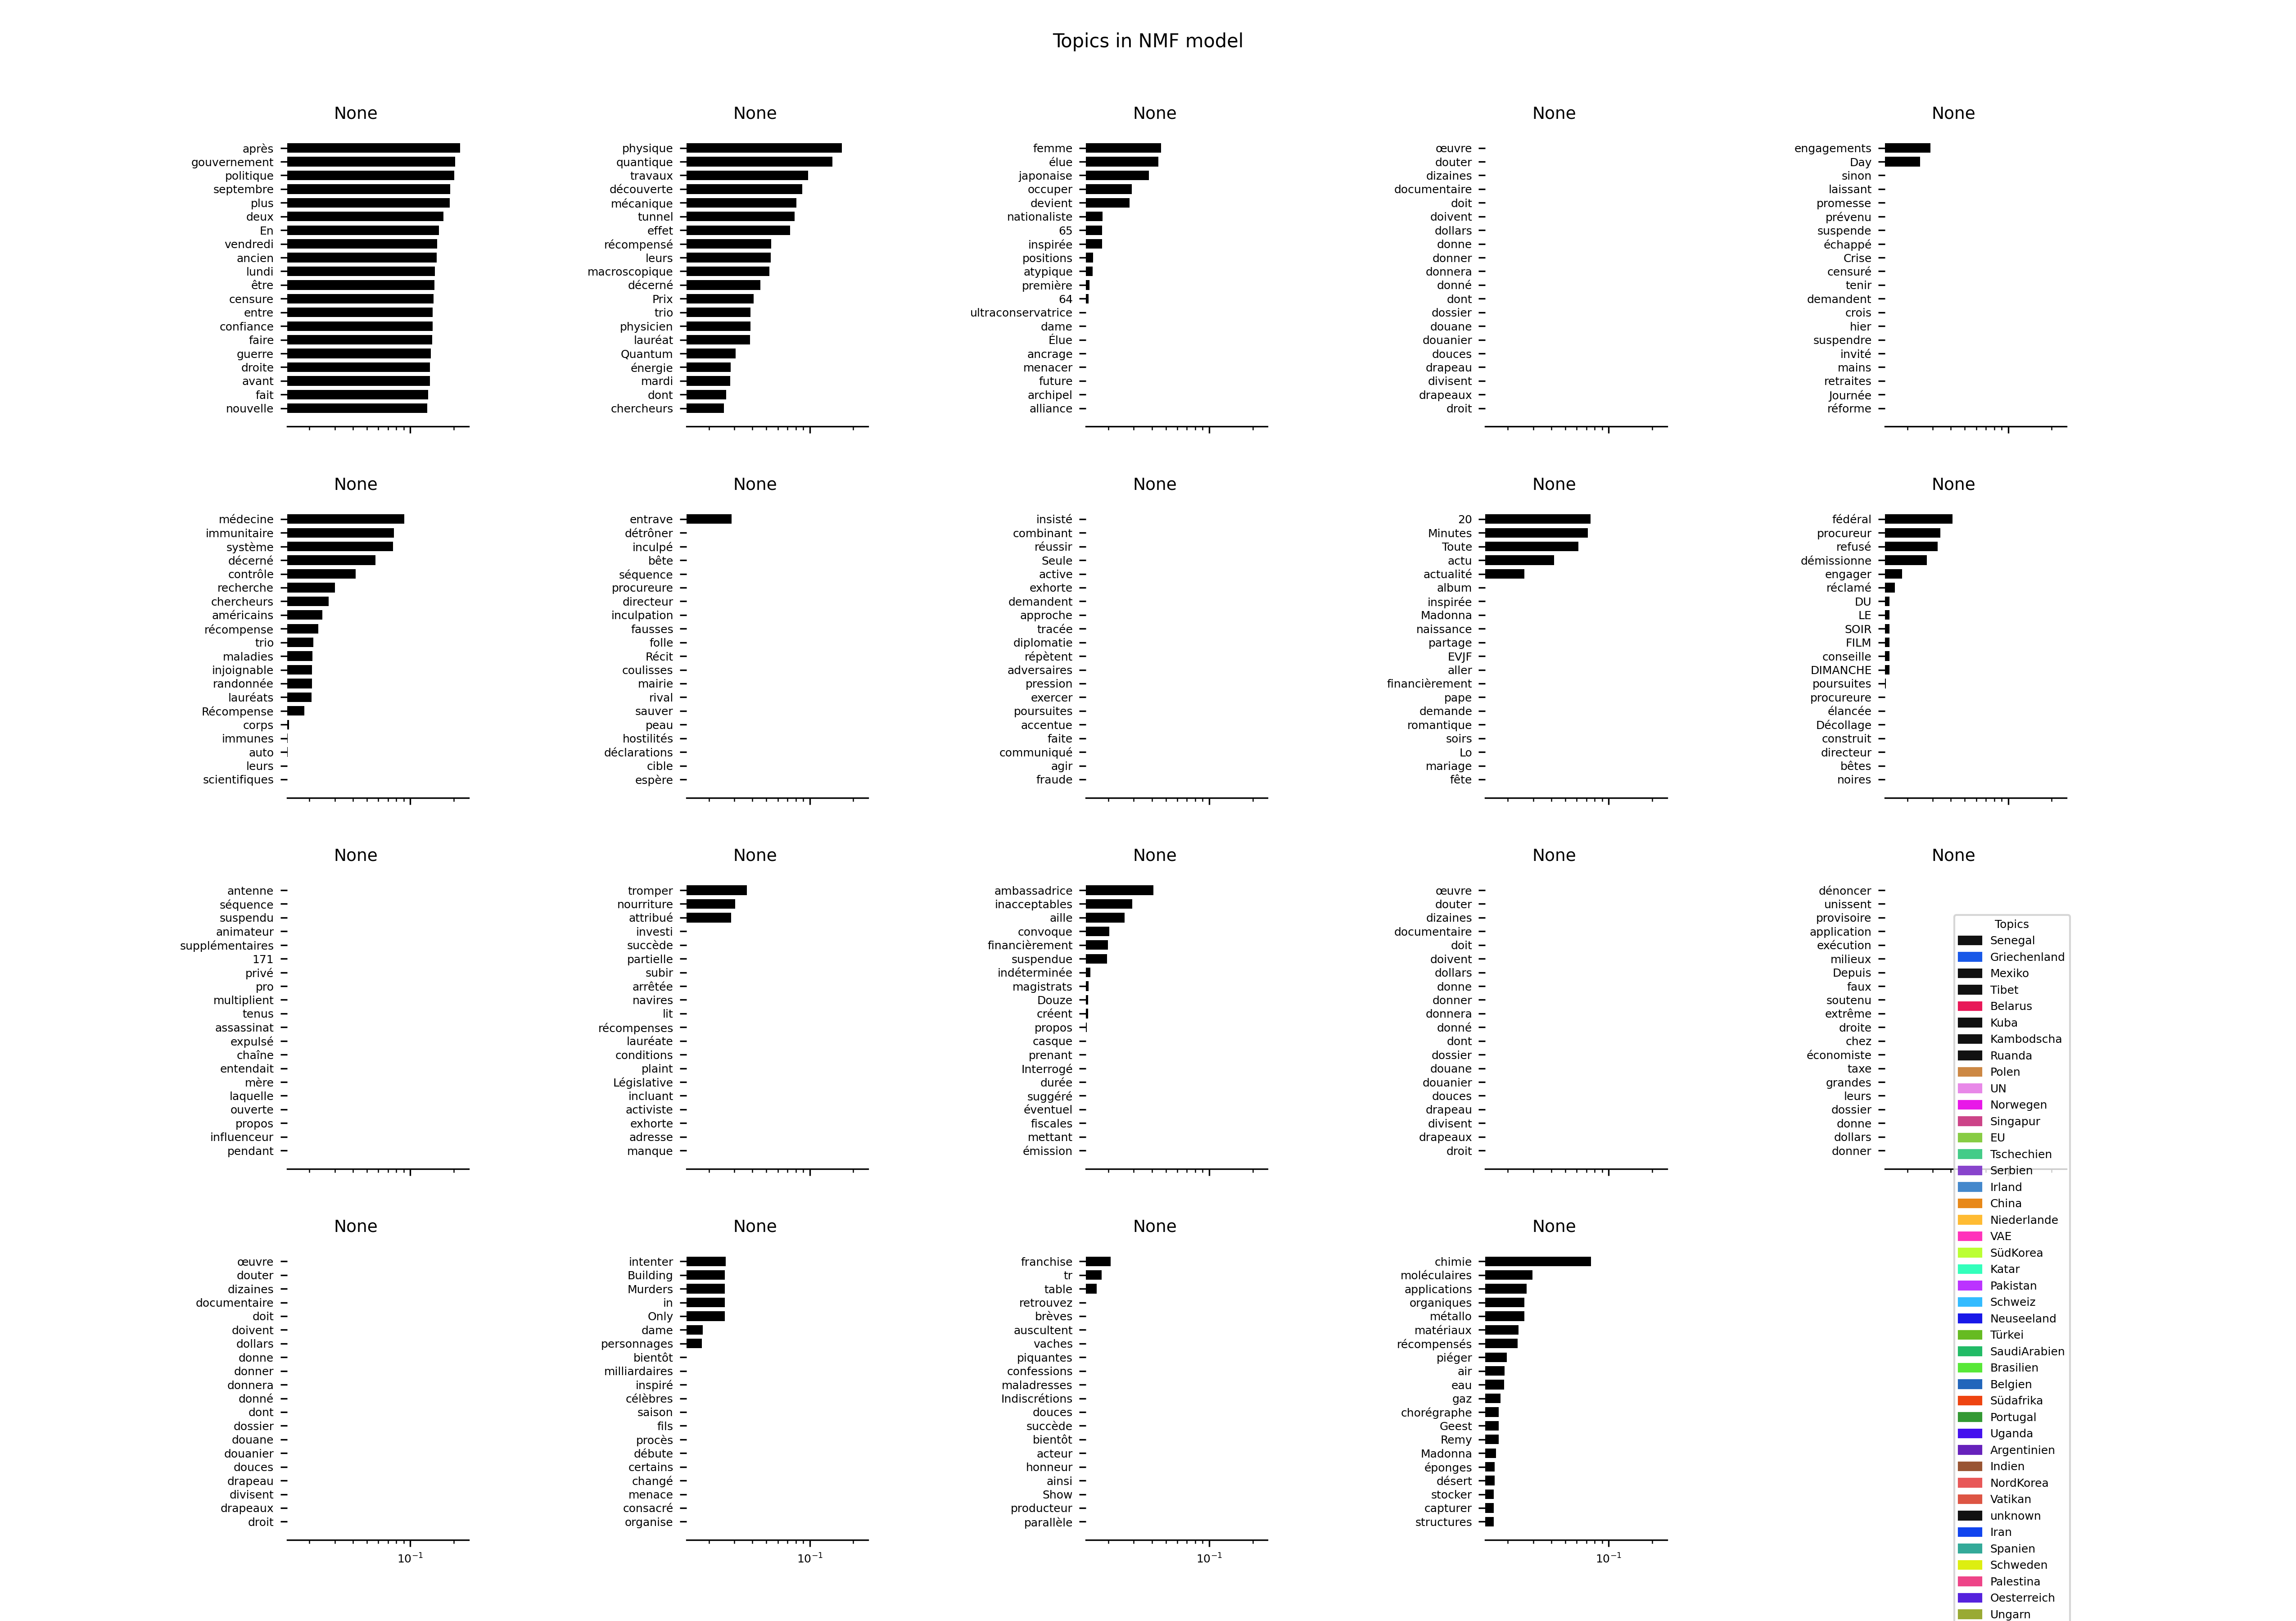 Topics in NMF model
None
après
gouvernement
politique
septembre
plus
deux
En
vendredi
ancien
lundi
être
censure
entre
confiance
faire
guerre
droite
avant
fait
nouvelle
None
physique
quantique
travaux
découverte
mécanique
tunnel
effet
récompensé
leurs
macroscopique
décerné
Prix
trio
physicien
lauréat
Quantum
énergie
mardi
dont
chercheurs
None
femme
élue
japonaise
occuper
devient
nationaliste
65
inspirée
positions
atypique
première
64
ultraconservatrice
dame
Élue
ancrage
menacer
future
archipel
alliance
None
œuvre
douter
dizaines
documentaire
doit
doivent
dollars
donne
donner
donnera
donné
dont
dossier
douane
douanier
douces
drapeau
divisent
drapeaux
droit
None
engagements
Day
sinon
laissant
promesse
prévenu
suspende
échappé
Crise
censuré
tenir
demandent
crois
hier
suspendre
invité
mains
retraites
Journée
réforme
None
médecine
immunitaire
système
décerné
contrôle
recherche
chercheurs
américains
récompense
trio
maladies
injoignable
randonnée
lauréats
Récompense
corps
immunes
auto
leurs
scientifiques
None
entrave
détrôner
inculpé
bête
séquence
procureure
directeur
inculpation
fausses
folle
Récit
coulisses
mairie
rival
sauver
peau
hostilités
déclarations
cible
espère
None
insisté
combinant
réussir
Seule
active
exhorte
demandent
approche
tracée
diplomatie
répètent
adversaires
pression
exercer
poursuites
accentue
faite
communiqué
agir
fraude
None
20
Minutes
Toute
actu
actualité
album
inspirée
Madonna
naissance
partage
EVJF
aller
financièrement
pape
demande
romantique
soirs
Lo
mariage
fête
None
fédéral
procureur
refusé
démissionne
engager
réclamé
DU
LE
SOIR
FILM
conseille
DIMANCHE
poursuites
procureure
élancée
Décollage
construit
directeur
bêtes
noires
None
antenne
séquence
suspendu
animateur
supplémentaires
171
privé
pro
multiplient
tenus
assassinat
expulsé
chaîne
entendait
mère
laquelle
ouverte
propos
influenceur
pendant
None
tromper
nourriture
attribué
investi
succède
partielle
subir
arrêtée
navires
lit
récompenses
lauréate
conditions
plaint
Législative
incluant
activiste
exhorte
adresse
manque
None
ambassadrice
inacceptables
aille
convoque
financièrement
suspendue
indéterminée
magistrats
Douze
créent
propos
casque
prenant
Interrogé
durée
suggéré
éventuel
fiscales
mettant
émission
None
œuvre
douter
dizaines
documentaire
doit
doivent
dollars
donne
donner
donnera
donné
dont
dossier
douane
douanier
douces
drapeau
divisent
drapeaux
droit
None
dénoncer
unissent
provisoire
application
exécution
milieux
Depuis
faux
soutenu
extrême
droite
chez
économiste
taxe
grandes
leurs
dossier
donne
dollars
donner
None
œuvre
douter
dizaines
documentaire
doit
doivent
dollars
donne
donner
donnera
donné
dont
dossier
douane
douanier
douces
drapeau
divisent
drapeaux
droit
10⁻¹
None
intenter
Building
Murders
in
Only
dame
personnages
bientôt
milliardaires
inspiré
célèbres
saison
fils
procès
débute
certains
changé
menace
consacré
organise
10⁻¹
None
franchise
tr
table
retrouvez
brèves
auscultent
vaches
piquantes
confessions
maladresses
Indiscrétions
douces
succède
bientôt
acteur
honneur
ainsi
Show
producteur
parallèle
10⁻¹
None
chimie
moléculaires
applications
organiques
métallo
matériaux
récompensés
piéger
air
eau
gaz
chorégraphe
Geest
Remy
Madonna
éponges
désert
stocker
capturer
structures
10⁻¹
Topics
Senegal
Griechenland
Mexiko
Tibet
Belarus
Kuba
Kambodscha
Ruanda
Polen
UN
Norwegen
Singapur
EU
Tschechien
Serbien
Irland
China
Niederlande
VAE
SüdKorea
Katar
Pakistan
Schweiz
Neuseeland
Türkei
SaudiArabien
Brasilien
Belgien
Südafrika
Portugal
Uganda
Argentinien
Indien
NordKorea
Vatikan
unknown
Iran
Spanien
Schweden
Palestina
Oesterreich
Ungarn